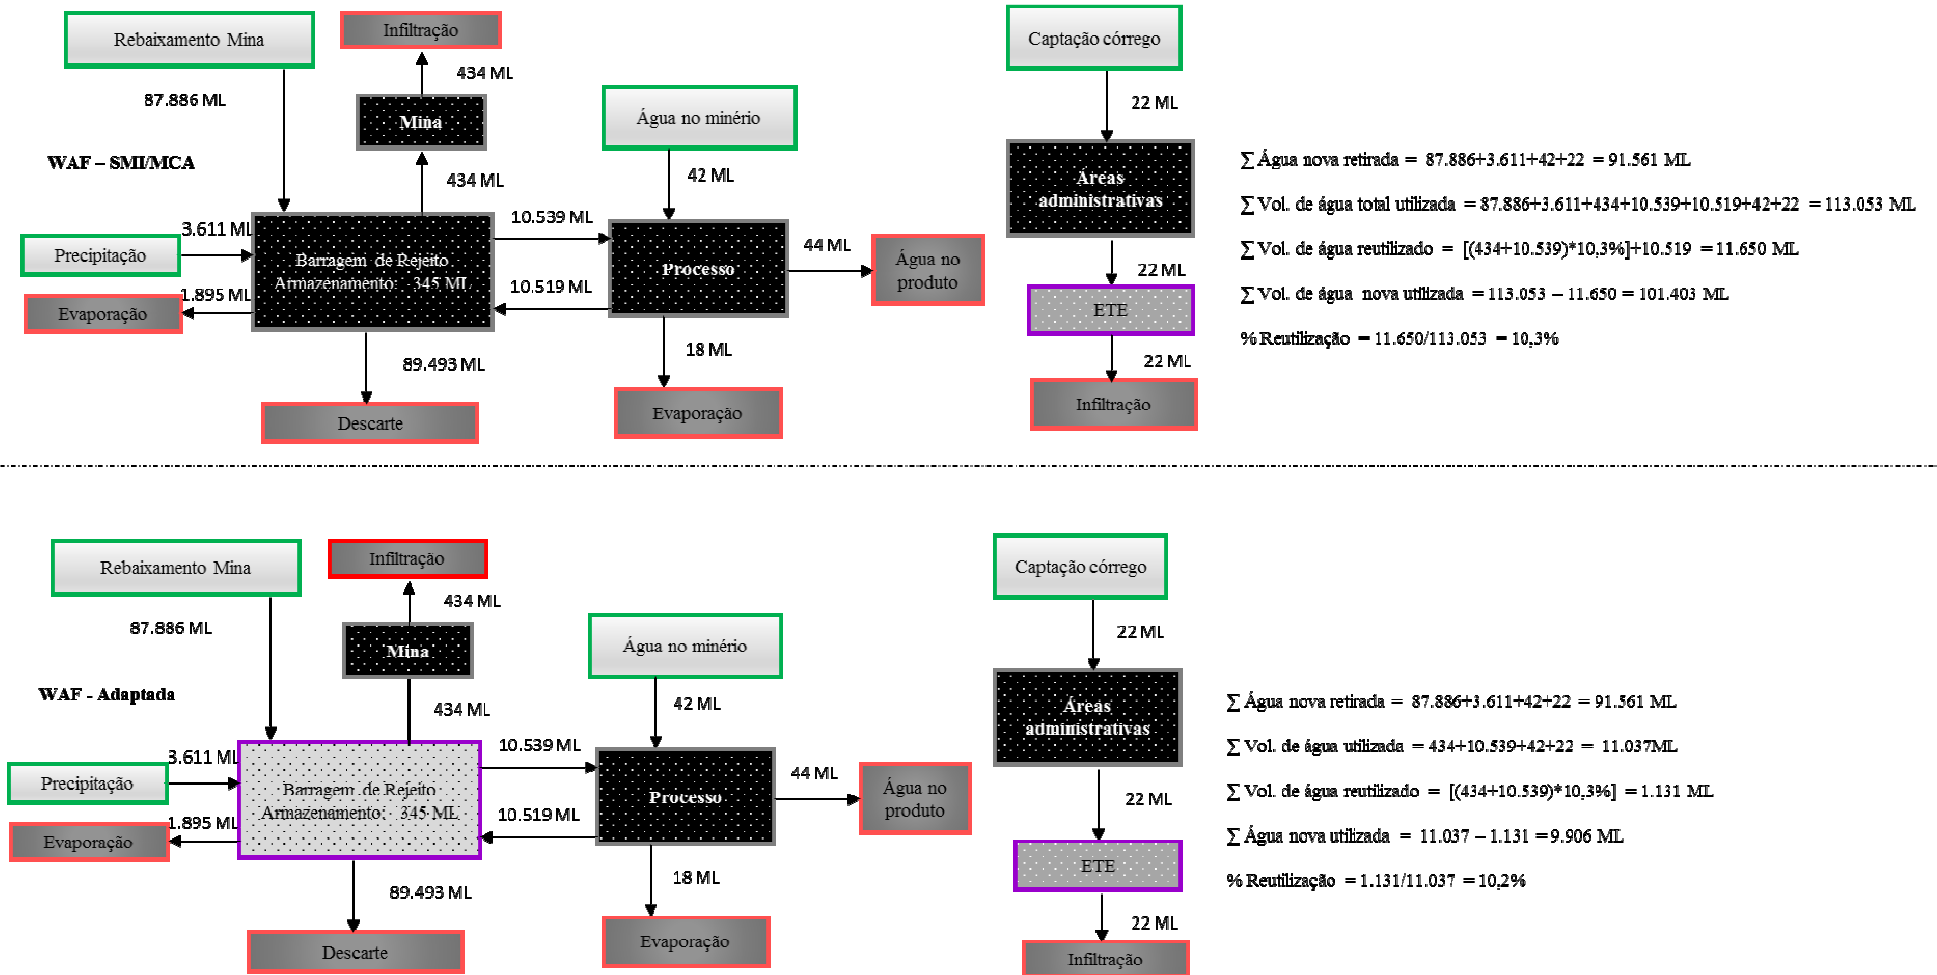 Rebaixamento Mina
Infiltração
Captação córrego
87.886 ML
434 ML
Mina
Água no minério
22 ML
WAF – SMI/MCA
434 ML
42 ML
Áreas
administrativas
∑ Água nova retirada = 87.886+3.611+42+22 = 91.561 ML
∑ Vol. de água total utilizada = 87.886+3.611+434+10.539+10.519+42+22 = 113.053 ML
3.611 ML
10.539 ML
44 ML
∑ Vol. de água reutilizado = [(434+10.539)*10,3%]+10.519 = 11.650 ML
Precipitação
Barragem de Rejeito
Armazenamento: 345 ML
Processo
Água no
produto
22 ML
1.895 ML
10.519 ML
∑ Vol. de água nova utilizada = 113.053 – 11.650 = 101.403 ML
Evaporação
ETE
% Reutilização = 11.650/113.053 = 10,3%
89.493 ML
18 ML
22 ML
Descarte
Evaporação
Infiltração
Rebaixamento Mina
Infiltração
Captação córrego
87.886 ML
434 ML
Mina
Água no minério
22 ML
WAF - Adaptada
434 ML
42 ML
Áreas
administrativas
∑ Água nova retirada = 87.886+3.611+42+22 = 91.561 ML
∑ Vol. de água utilizada = 434+10.539+42+22 = 11.037ML
3.611 ML
10.539 ML
44 ML
∑ Vol. de água reutilizado = [(434+10.539)*10,3%] = 1.131 ML
Precipitação
Barragem de Rejeito
Armazenamento: 345 ML
Processo
Água no
produto
22 ML
1.895 ML
10.519 ML
∑ Água nova utilizada = 11.037 – 1.131 = 9.906 ML
Evaporação
ETE
% Reutilização = 1.131/11.037 = 10,2%
89.493 ML
18 ML
22 ML
Descarte
Evaporação
Infiltração